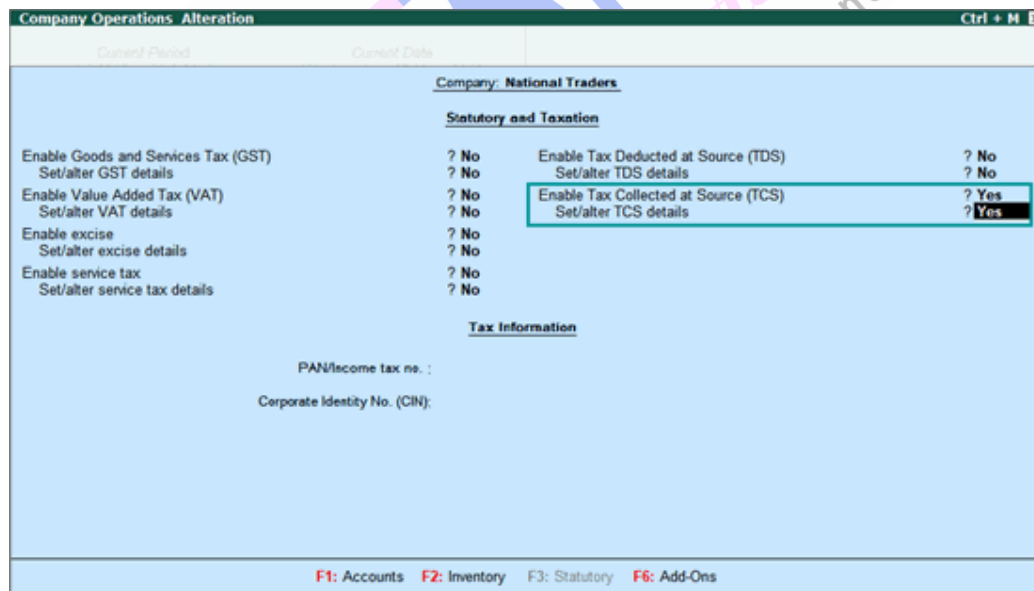 Company Operations Alteration Ctrl + M
Current Period Current Date
Company: National Traders
Statutory and Taxation
Enable Goods and Services Tax (GST) ? No Enable Tax Deducted at Source (TDS) ? No
Set/alter GST details ? No Set/alter TDS details ? No
Enable Value Added Tax (VAT) ? No Enable Tax Collected at Source (TCS) ? Yes
Set/alter VAT details ? No Set/alter TCS details ? Yes
Enable excise ? No
Set/alter excise details ? No
Enable service tax ? No
Set/alter service tax details ? No
Tax Information
PAN/Income tax no. :
Corporate Identity No. (CIN):
F1: Accounts F2: Inventory F3: Statutory F6: Add-Ons